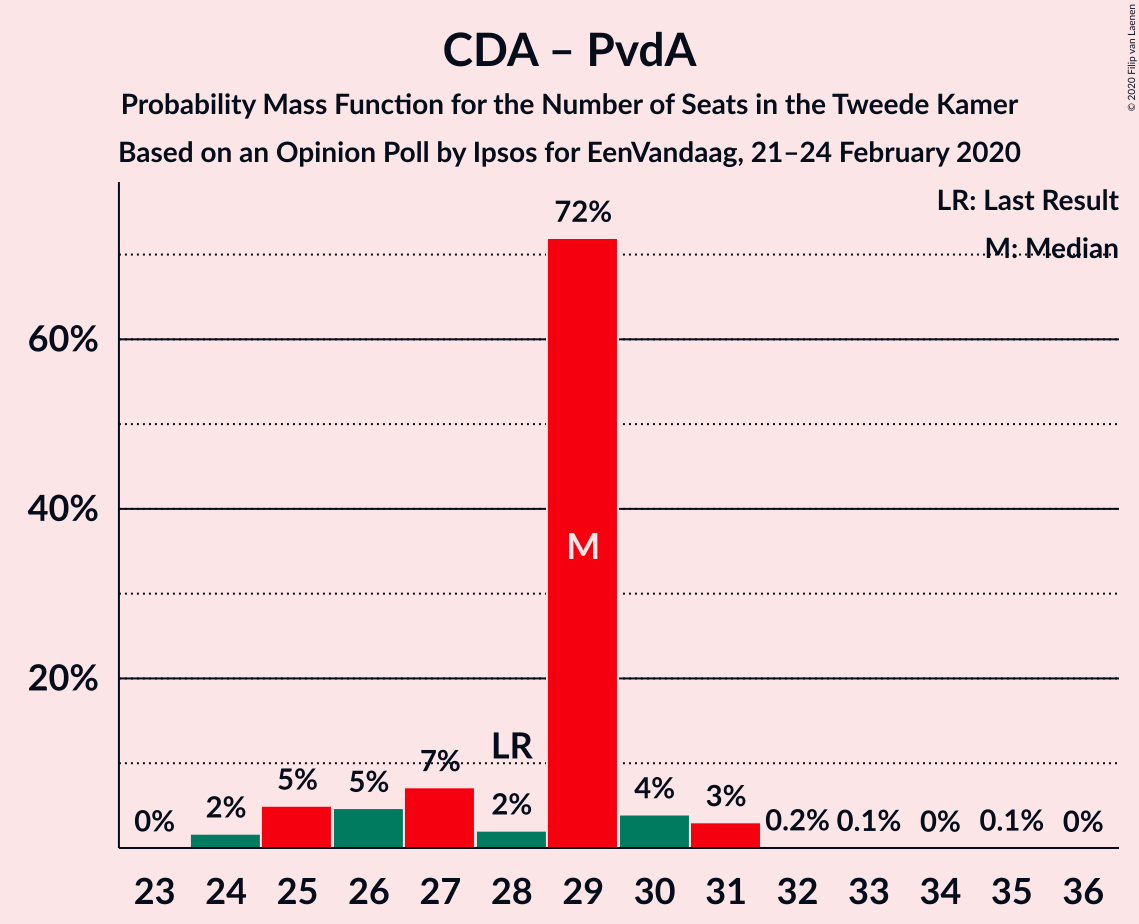 CDA – PvdA
Probability Mass Function for the Number of Seats in the Tweede Kamer
Based on an Opinion Poll by Ipsos for EenVandaag, 21–24 February 2020
© 2020 Filip van Laenen
LR: Last Result
M: Median
72%
60%
40%
M
20%
LR
0%
2%
5%
5%
7%
2%
4%
3%
0.2%
0.1%
0%
0.1%
0%
23 24 25 26 27 28 29 30 31 32 33 34 35 36